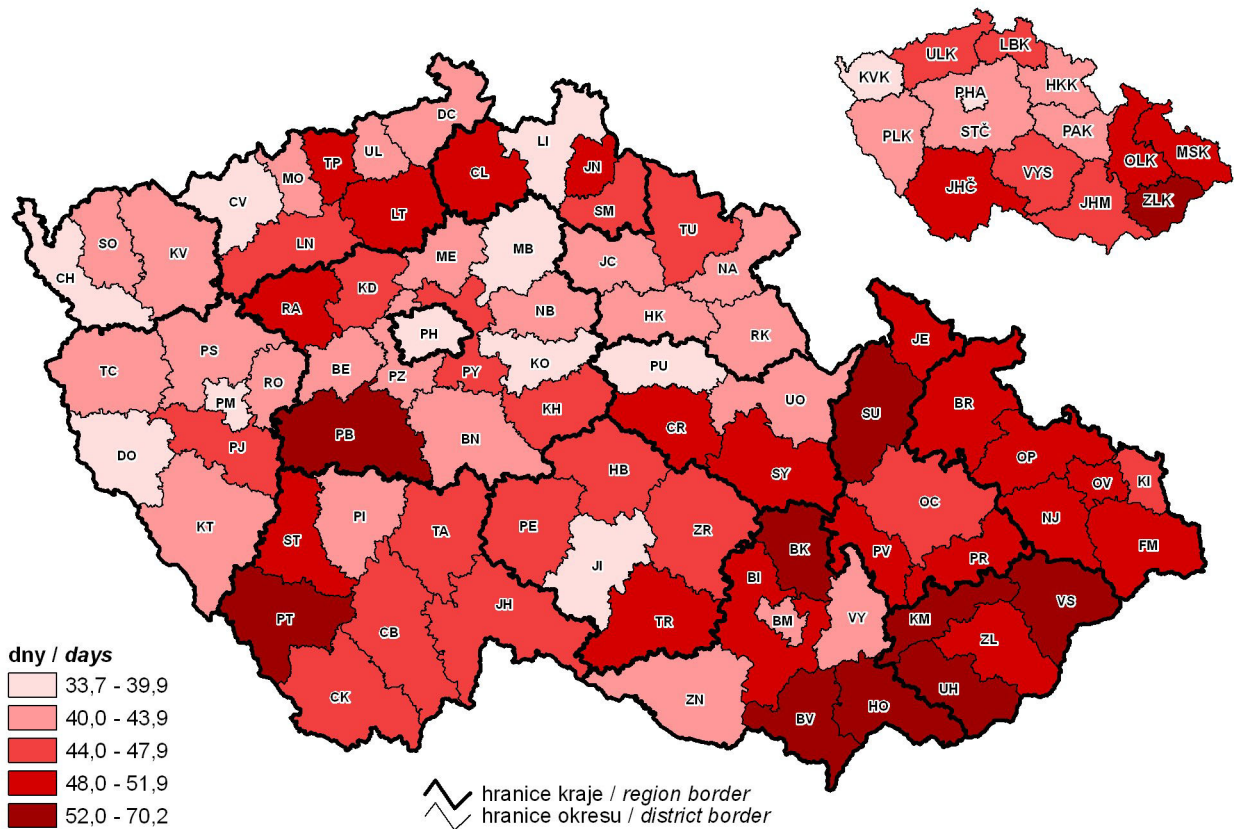 ULK
LBK
KVK
PHA
HKK
PLK
STČ
PAK
OLK
MSK
JHČ
VYS
JHM
ZLK
DC
LI
UL
TP
JN
MO
CL
CV
LT
SM
TU
SO
KV
LN
ME
MB
JC
NA
CH
KD
RA
NB
HK
PH
RK
JE
PS
BE
PZ
PY
KO
PU
TC
RO
UO
PM
KH
SU
BR
PJ
PB
BN
CR
DO
HB
SY
OP
OV
KI
OC
NJ
KT
ST
PI
TA
PE
ZR
BK
PV
PR
FM
JI
BI
PT
JH
VS
CB
TR
BM
VY
KM
ZL
CK
ZN
BV
HO
UH
dny / days
33,7 - 39,9
40,0 - 43,9
44,0 - 47,9
48,0 - 51,9
52,0 - 70,2
hranice kraje / region border
hranice okresu / district border